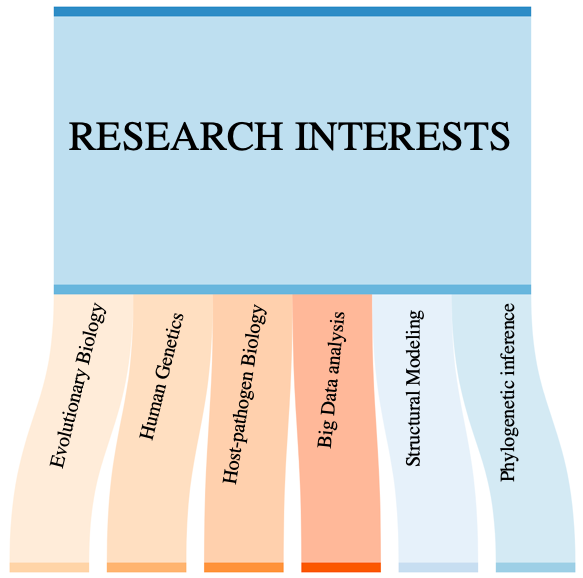 RESEARCH INTERESTS
Evolutionary Biology
Human Genetics
Host-pathogen Biology
Big Data analysis
Structural Modeling
Phylogenetic inference